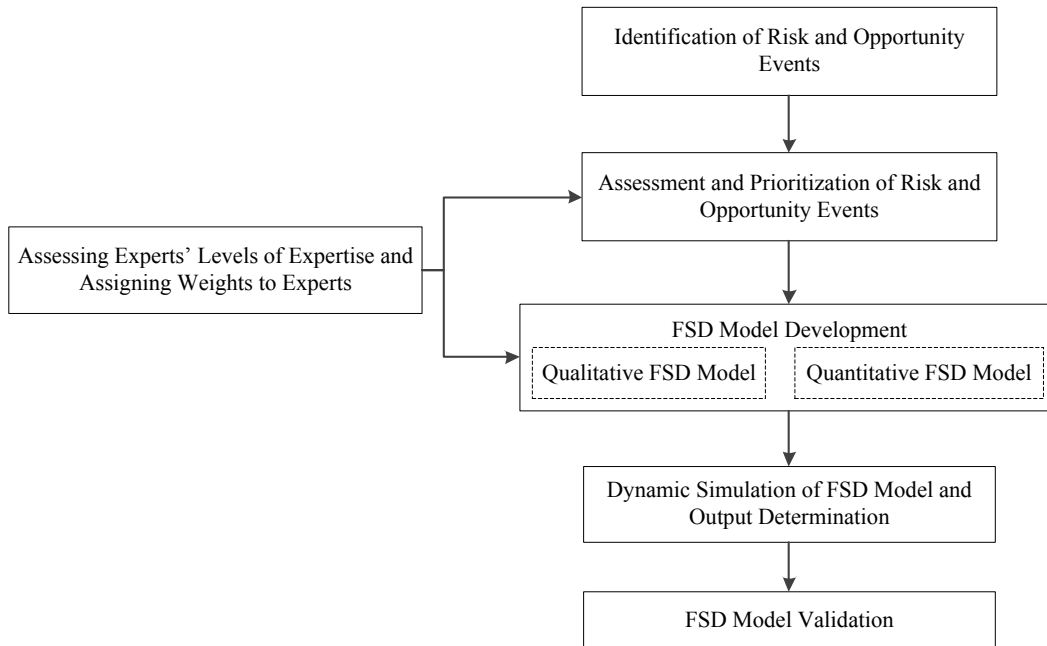 Identification of Risk and Opportunity
Events
Assessment and Prioritization of Risk and
Opportunity Events
Assessing Experts’ Levels of Expertise and
Assigning Weights to Experts
FSD Model Development
Qualitative FSD Model
Quantitative FSD Model
Dynamic Simulation of FSD Model and
Output Determination
FSD Model Validation